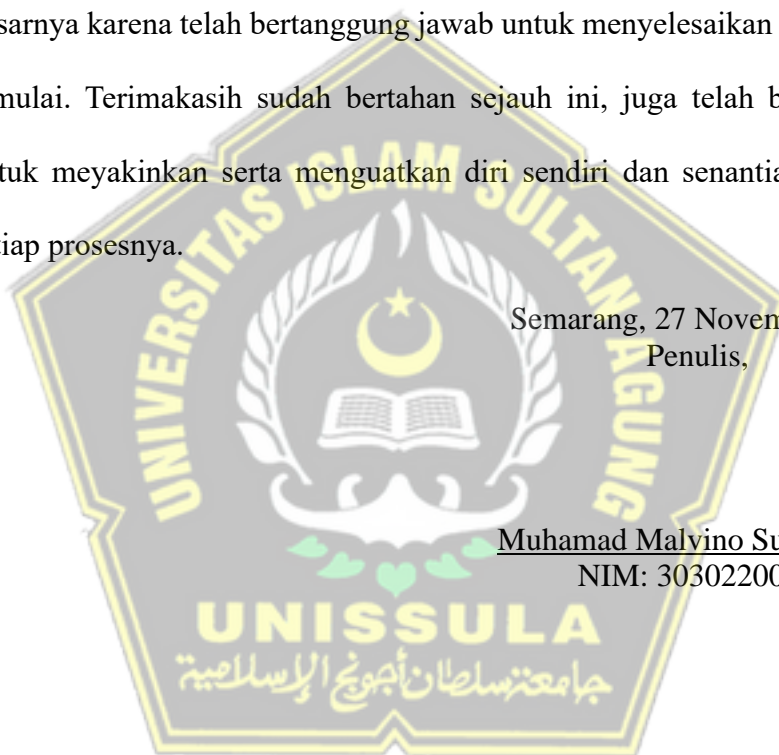 sarnya karena telah bertanggung jawab untuk menyelesaikan
mulai. Terimakasih sudah bertahan sejauh ini, juga telah b
tuk meyakinkan serta menguatkan diri sendiri dan senantia
tiap prosesnya.
UNIVERSITAS ISLAM SULTAN AGUNG
Semarang, 27 Novem
Penulis,
Muhamad Malvino Su
NIM: 30302200
UNISSULA
جامعة سلطان أجونج الإسلامية